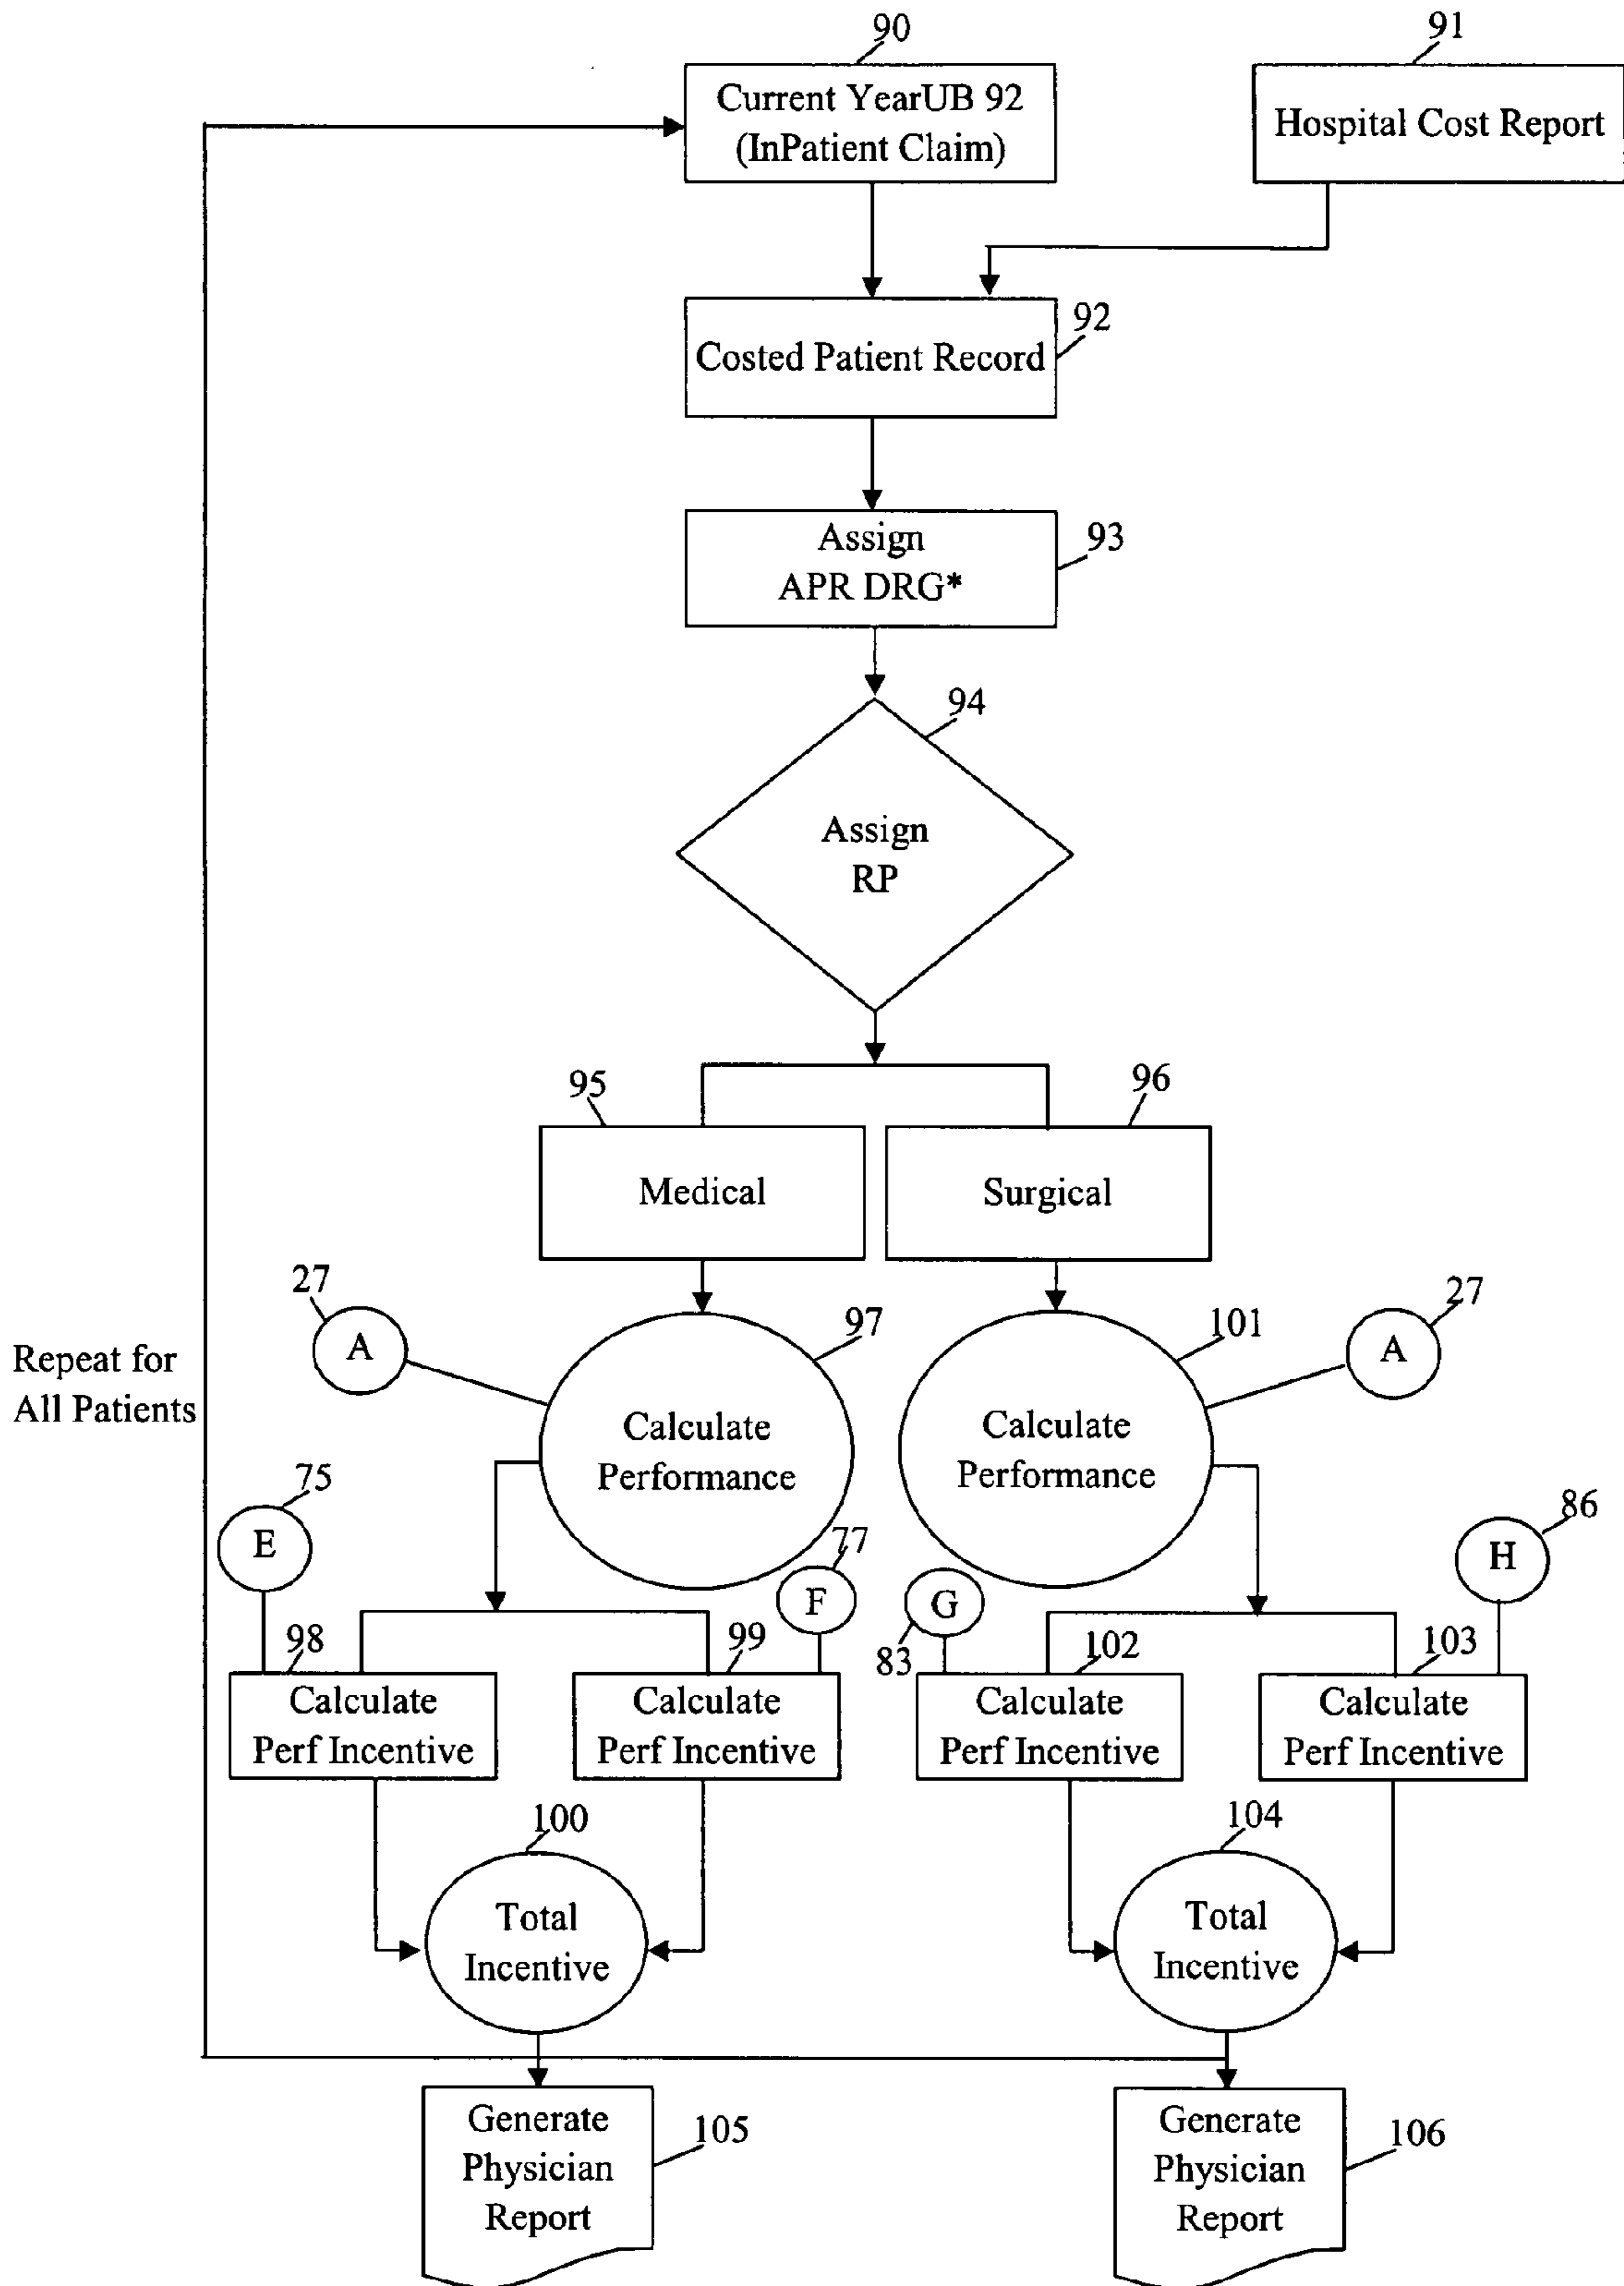 90
91
Current YearUB 92
(InPatient Claim)
Hospital Cost Report
92
Costed Patient Record
93
Assign
APR DRG*
94
Assign
RP
95
96
Medical
Surgical
27
A
97
101
27
A
Repeat for
All Patients
Calculate
Performance
Calculate
Performance
75
E
77
F
83
G
86
H
98
99
102
103
Calculate
Perf Incentive
Calculate
Perf Incentive
Calculate
Perf Incentive
Calculate
Perf Incentive
100
104
Total
Incentive
Total
Incentive
Generate
Physician
Report
105
Generate
Physician
Report
106